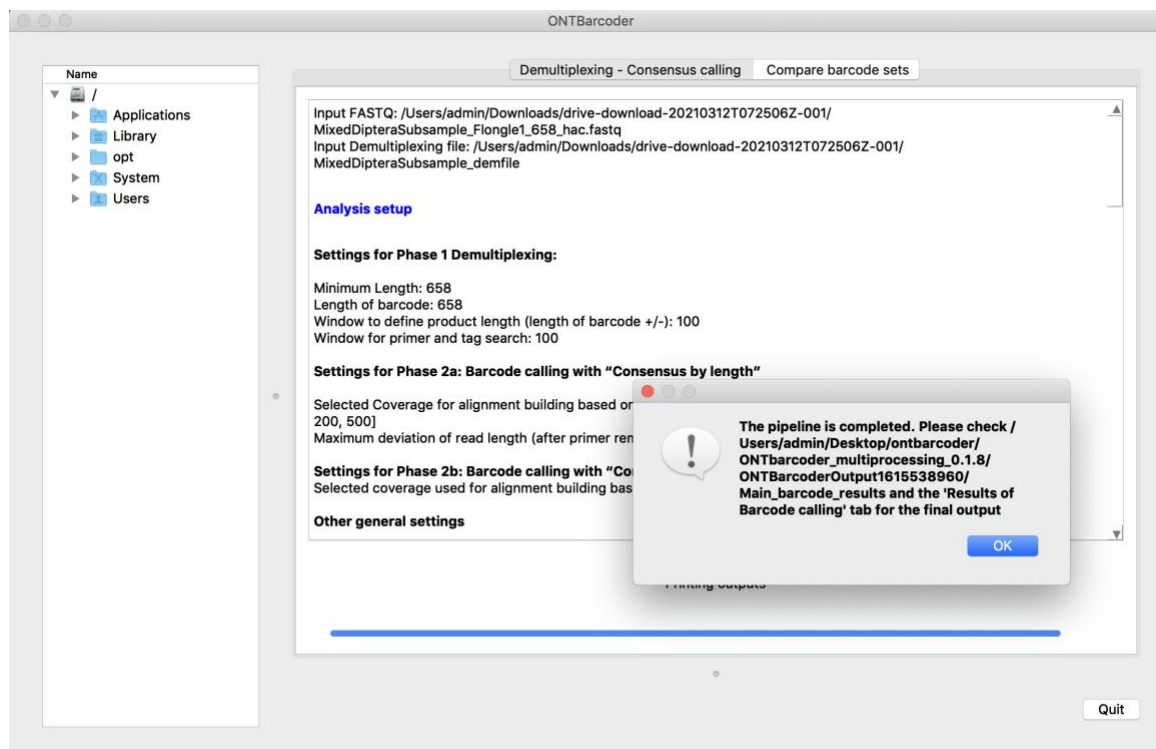 ONTBarcoder
Name
/
Applications
Library
opt
System
Users
Demultiplexing - Consensus calling
Compare barcode sets
Input FASTQ: /Users/admin/Downloads/drive-download-20210312T072506Z-001/
MixedDipteraSubsample_Flongle1_658_hac.fastq
Input Demultiplexing file: /Users/admin/Downloads/drive-download-20210312T072506Z-001/
MixedDipteraSubsample_demfile
Analysis setup
Settings for Phase 1 Demultiplexing:
Minimum Length: 658
Length of barcode: 658
Window to define product length (length of barcode +/-): 100
Window for primer and tag search: 100
Settings for Phase 2a: Barcode calling with “Consensus by length”
Selected Coverage for alignment building based or
200, 500]
Maximum deviation of read length (after primer ren
Settings for Phase 2b: Barcode calling with “Co
Selected coverage used for alignment building bas
Other general settings
The pipeline is completed. Please check /
Users/admin/Desktop/ontbarcoder/
ONTbarcoder_multiprocessing_0.1.8/
ONTBarcoderOutput1615538960/
Main_barcode_results and the 'Results of
Barcode calling' tab for the final output
OK
Printing outputs
Quit